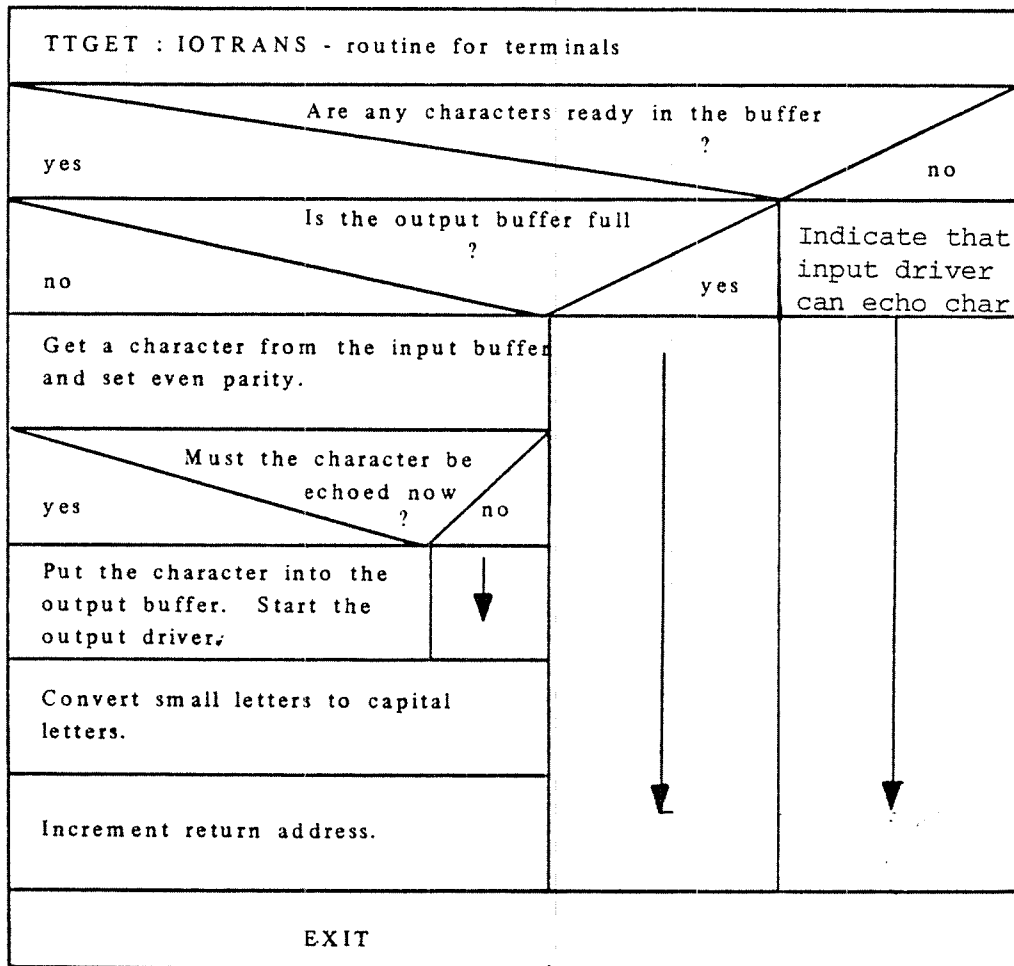 TTGET : IOTRANS - routine for terminals
Are any characters ready in the buffer
?
yes
no
Is the output buffer full
?
no
yes
Indicate that
input driver
can echo char
Get a character from the input buffer
and set even parity.
Must the character be
echoed now
?
yes
no
Put the character into the
output buffer. Start the
output driver.
Convert small letters to capital
letters.
Increment return address.
EXIT